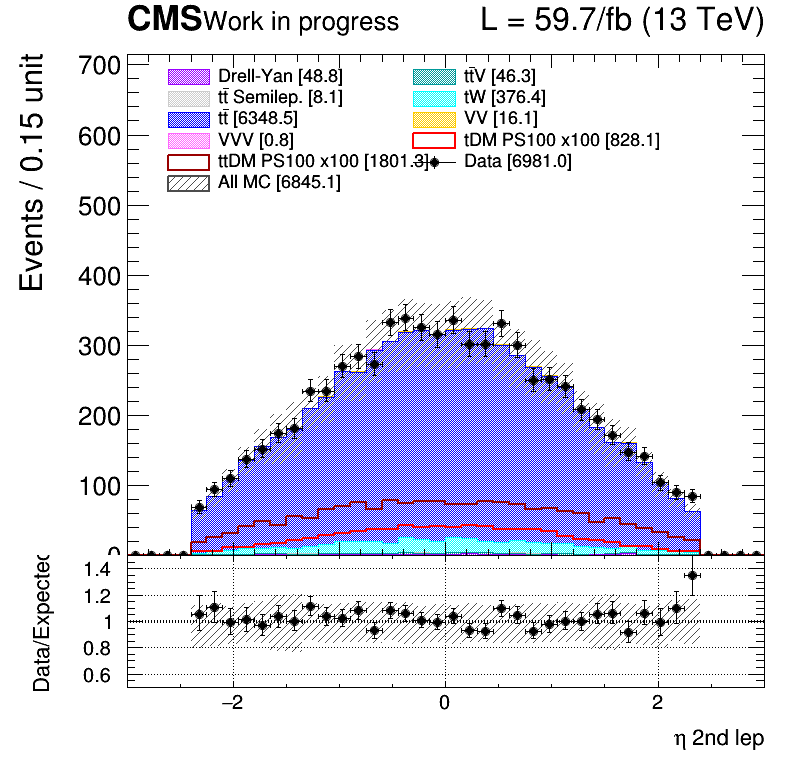 CMS Work in progress L = 59.7/fb (13 TeV)
Events / 0.15 unit
700
600
500
400
300
200
100
0
Drell-Yan [48.8] tt̄V [46.3]
tt̄ Semilep. [8.1] tW [376.4]
tt̄ [6348.5] VV [16.1]
VVV [0.8] tDM PS100 x100 [828.1]
ttDM PS100 x100 [1801.3] Data [6981.0]
All MC [6845.1]
Data/Expected
1.4
1.2
1
0.8
0.6
−2 0 2
η 2nd lep